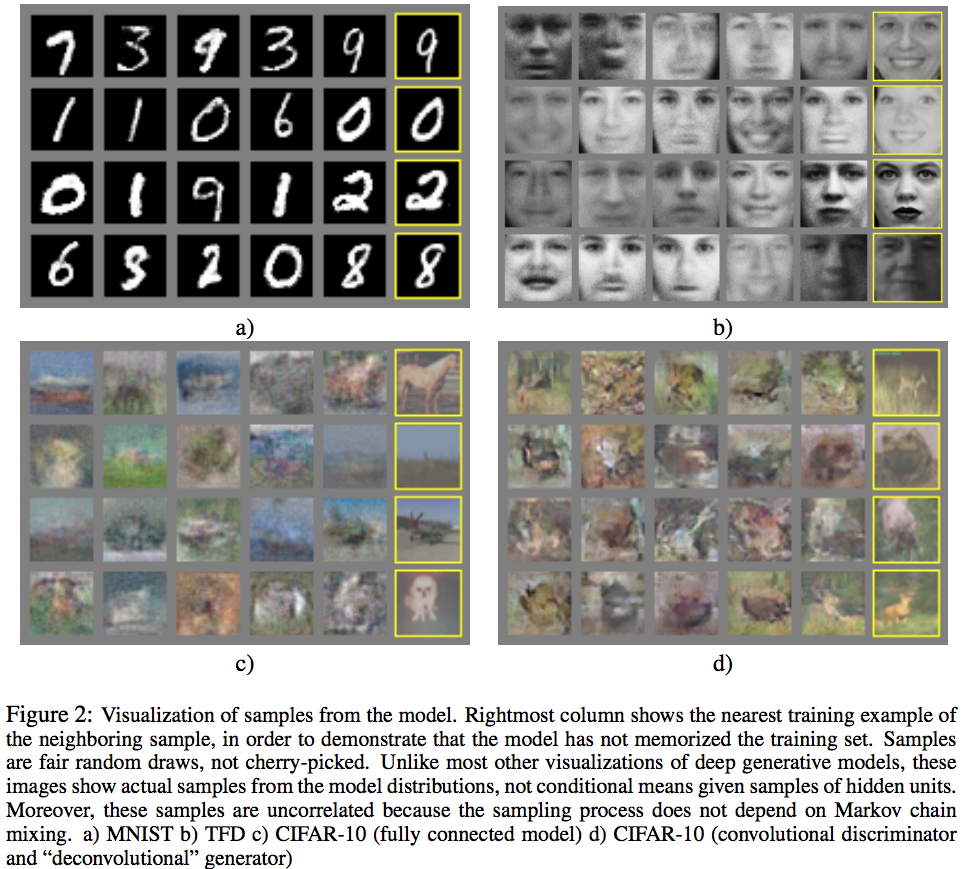 7 3 9 3 9 9
1 1 0 6 0 0
0 1 9 1 2 2
6 3 2 0 8 8
a)
b)
c)
d)
Figure 2: Visualization of samples from the model. Rightmost column shows the nearest training example of
the neighboring sample, in order to demonstrate that the model has not memorized the training set. Samples
are fair random draws, not cherry-picked. Unlike most other visualizations of deep generative models, these
images show actual samples from the model distributions, not conditional means given samples of hidden units.
Moreover, these samples are uncorrelated because the sampling process does not depend on Markov chain
mixing. a) MNIST b) TFD c) CIFAR-10 (fully connected model) d) CIFAR-10 (convolutional discriminator
and “deconvolutional” generator)